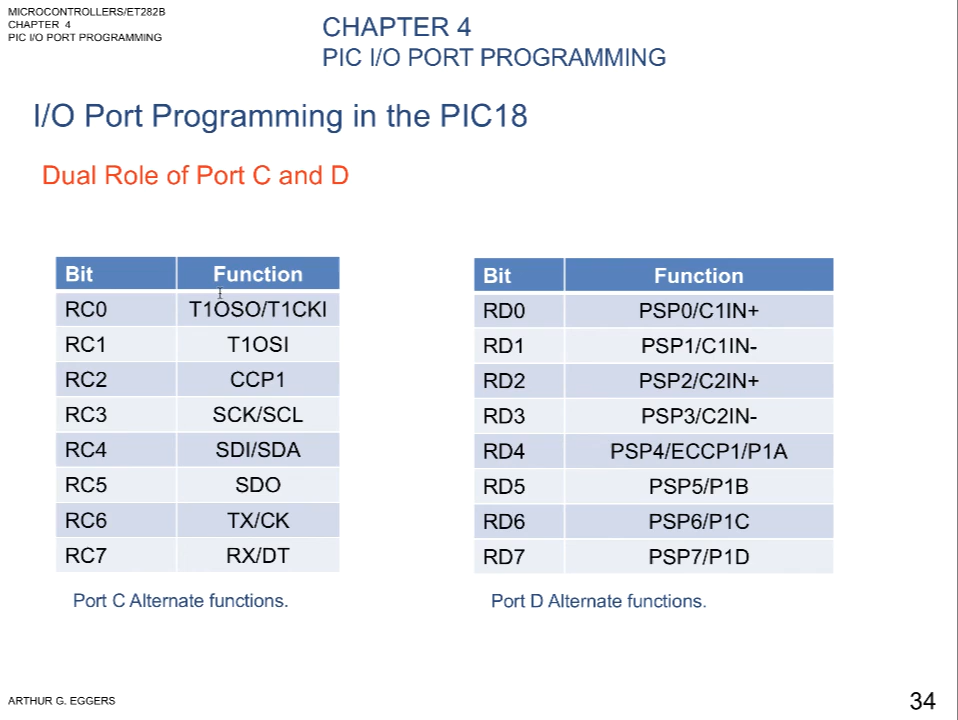 MICROCONTROLLERS/ET282B
CHAPTER 4
PIC I/O PORT PROGRAMMING
CHAPTER 4
PIC I/O PORT PROGRAMMING
I/O Port Programming in the PIC18
Dual Role of Port C and D
Bit Function
RC0 T1OSO/T1CKI
RC1 T1OSI
RC2 CCP1
RC3 SCK/SCL
RC4 SDI/SDA
RC5 SDO
RC6 TX/CK
RC7 RX/DT
Port C Alternate functions.
Bit Function
RD0 PSP0/C1IN+
RD1 PSP1/C1IN-
RD2 PSP2/C2IN+
RD3 PSP3/C2IN-
RD4 PSP4/ECCP1/P1A
RD5 PSP5/P1B
RD6 PSP6/P1C
RD7 PSP7/P1D
Port D Alternate functions.
ARTHUR G. EGGERS
34